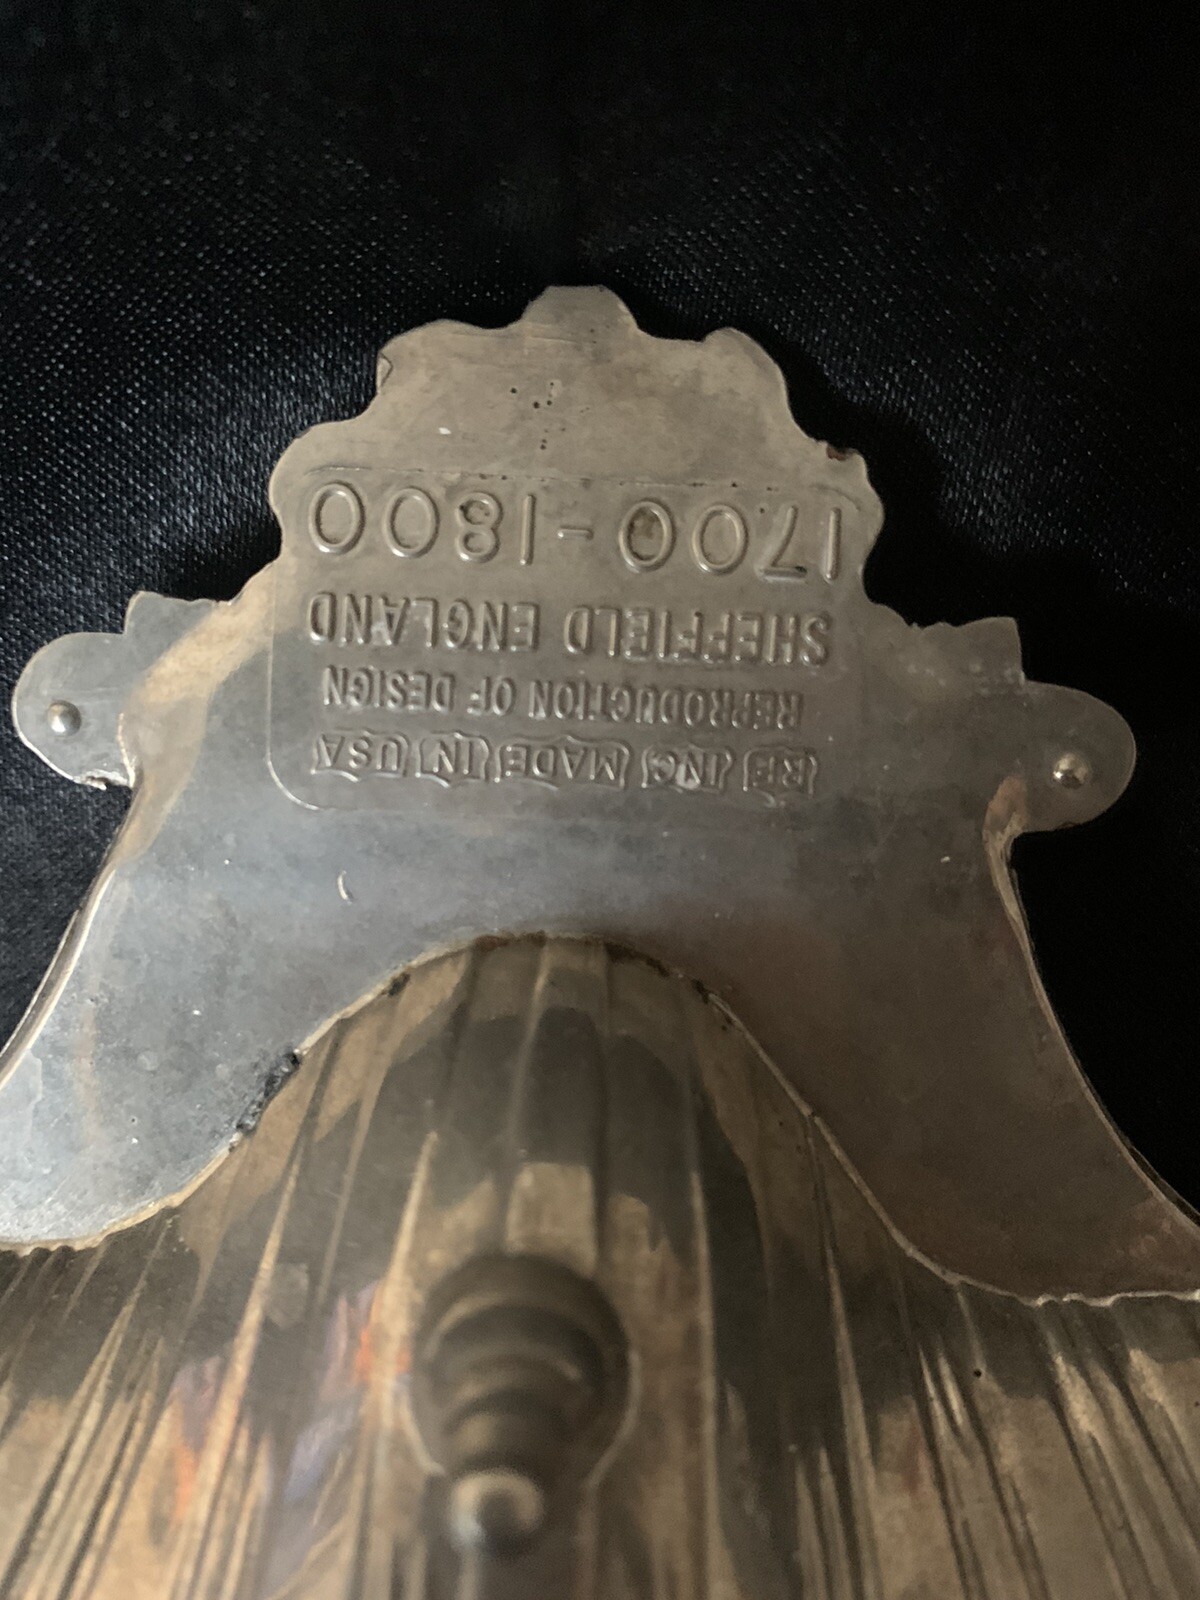 RE INC MADE IN USA
REPRODUCTION OF DESIGN
SHEFFIELD ENGLAND
1700-1800